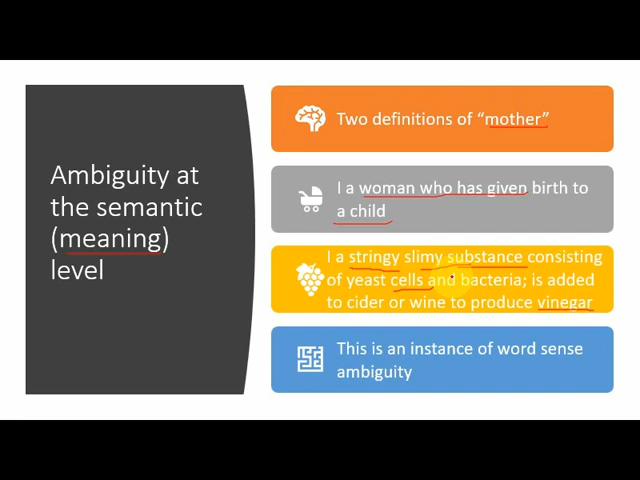 Ambiguity at
the semantic
(meaning)
level
Two definitions of “mother”
I a woman who has given birth to
a child
I a stringy slimy substance consisting
of yeast cells and bacteria; is added
to cider or wine to produce vinegar
This is an instance of word sense
ambiguity